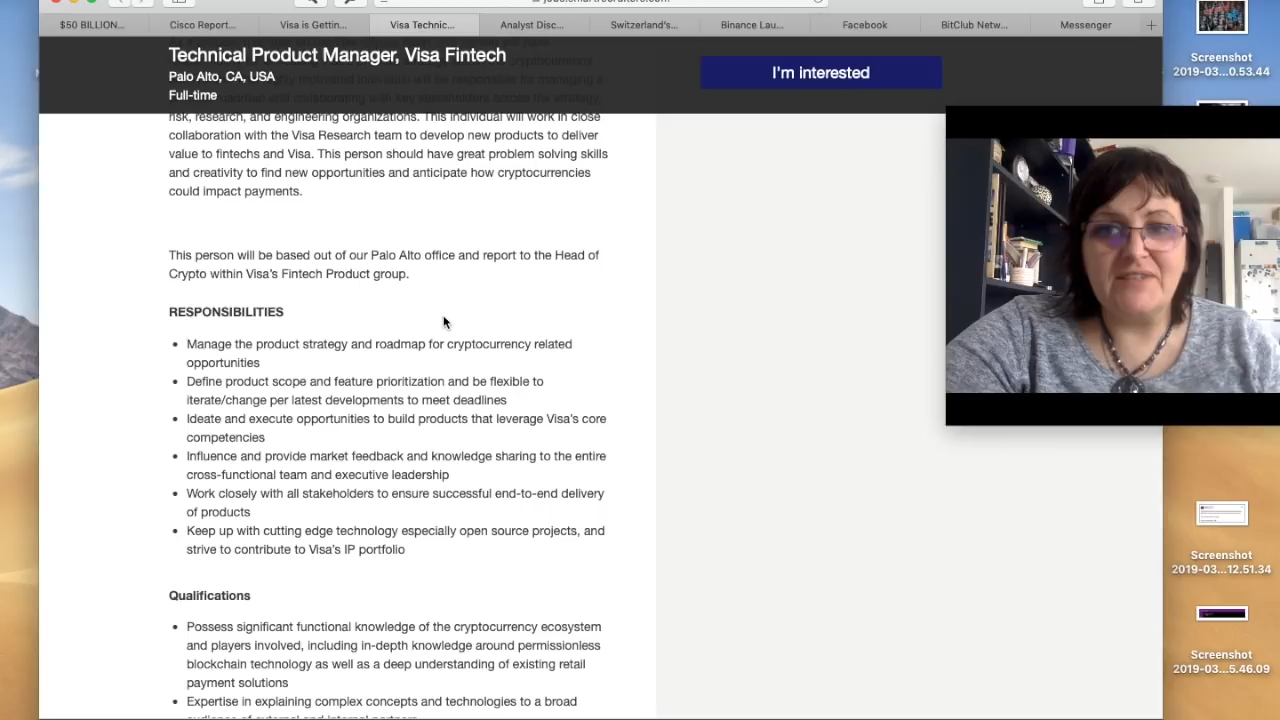 jobs.smartrecruiters.com
$50 BILLION... Cisco Report... Visa is Gettin... Visa Technic... Analyst Disc... Switzerland's... Binance Lau... Facebook BitClub Netw... Messenger
Technical Product Manager, Visa Fintech
I'm interested
Palo Alto, CA, USA
Full-time
and collaborating with key stakeholders across the strategy,
risk, research, and engineering organizations. This individual will work in close
collaboration with the Visa Research team to develop new products to deliver
value to fintechs and Visa. This person should have great problem solving skills
and creativity to find new opportunities and anticipate how cryptocurrencies
could impact payments.
This person will be based out of our Palo Alto office and report to the Head of
Crypto within Visa's Fintech Product group.
RESPONSIBILITIES
• Manage the product strategy and roadmap for cryptocurrency related
opportunities
• Define product scope and feature prioritization and be flexible to
iterate/change per latest developments to meet deadlines
• Ideate and execute opportunities to build products that leverage Visa's core
competencies
• Influence and provide market feedback and knowledge sharing to the entire
cross-functional team and executive leadership
• Work closely with all stakeholders to ensure successful end-to-end delivery
of products
• Keep up with cutting edge technology especially open source projects, and
strive to contribute to Visa's IP portfolio
Qualifications
• Possess significant functional knowledge of the cryptocurrency ecosystem
and players involved, including in-depth knowledge around permissionless
blockchain technology as well as a deep understanding of existing retail
payment solutions
• Expertise in explaining complex concepts and technologies to a broad
Screenshot
2019-03...0.53.44
Screenshot
2019-03...12.51.34
Screenshot
2019-03...5.46.09